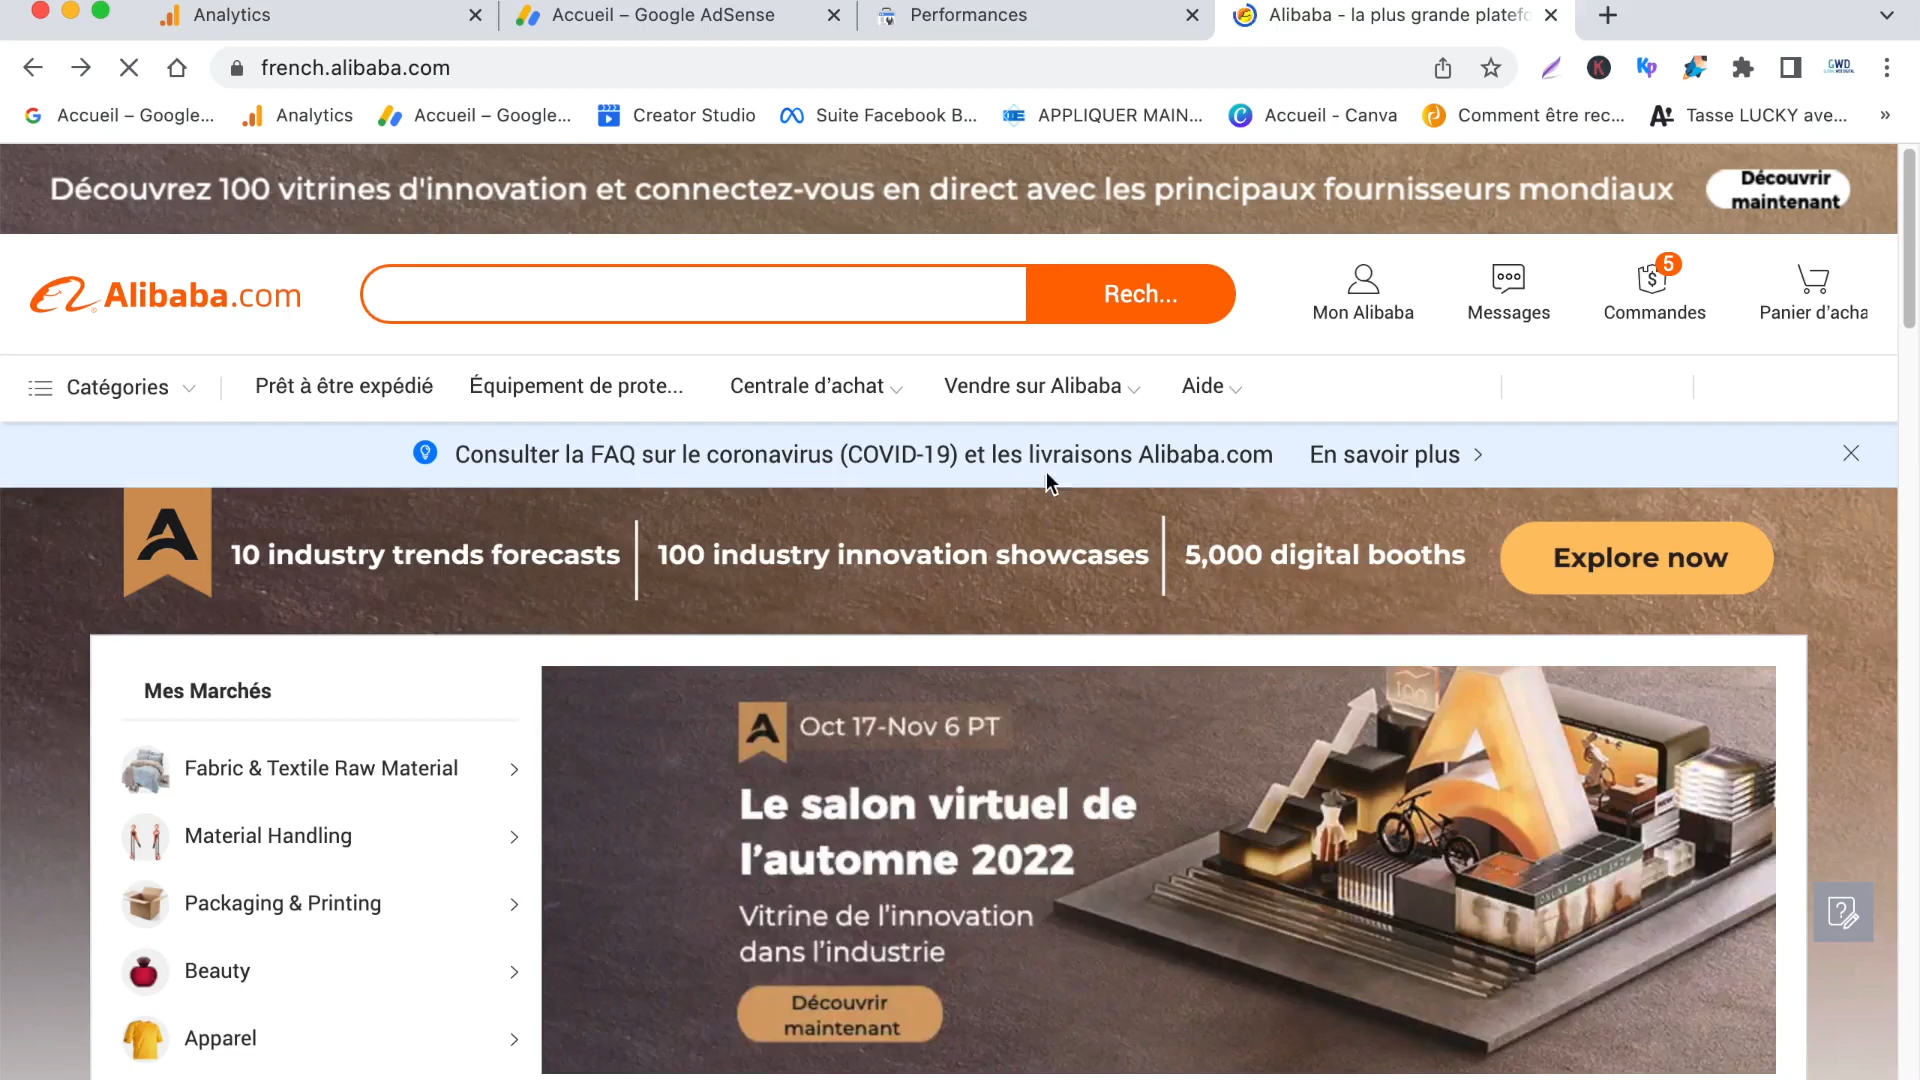 Analytics
Accueil – Google AdSense
Performances
Alibaba - la plus grande platefo
french.alibaba.com
Kp
GWD
Accueil – Google...
Analytics
Accueil – Google...
Creator Studio
Suite Facebook B...
APPLIQUER MAIN...
Accueil - Canva
Comment être rec...
Tasse LUCKY ave...
Découvrez 100 vitrines d'innovation et connectez-vous en direct avec les principaux fournisseurs mondiaux
Découvrir
maintenant
Alibaba.com
Rech...
Mon Alibaba
Messages
5
Commandes
Panier d'acha
Catégories
Prêt à être expédié
Équipement de prote...
Centrale d'achat
Vendre sur Alibaba
Aide
Consulter la FAQ sur le coronavirus (COVID-19) et les livraisons Alibaba.com
En savoir plus
10 industry trends forecasts
100 industry innovation showcases
5,000 digital booths
Explore now
Mes Marchés
Fabric & Textile Raw Material
Material Handling
Packaging & Printing
Beauty
Apparel
Oct 17-Nov 6 PT
Le salon virtuel de
l'automne 2022
Vitrine de l'innovation
dans l'industrie
Découvrir
maintenant
100
ONLINE TRADE SHOW